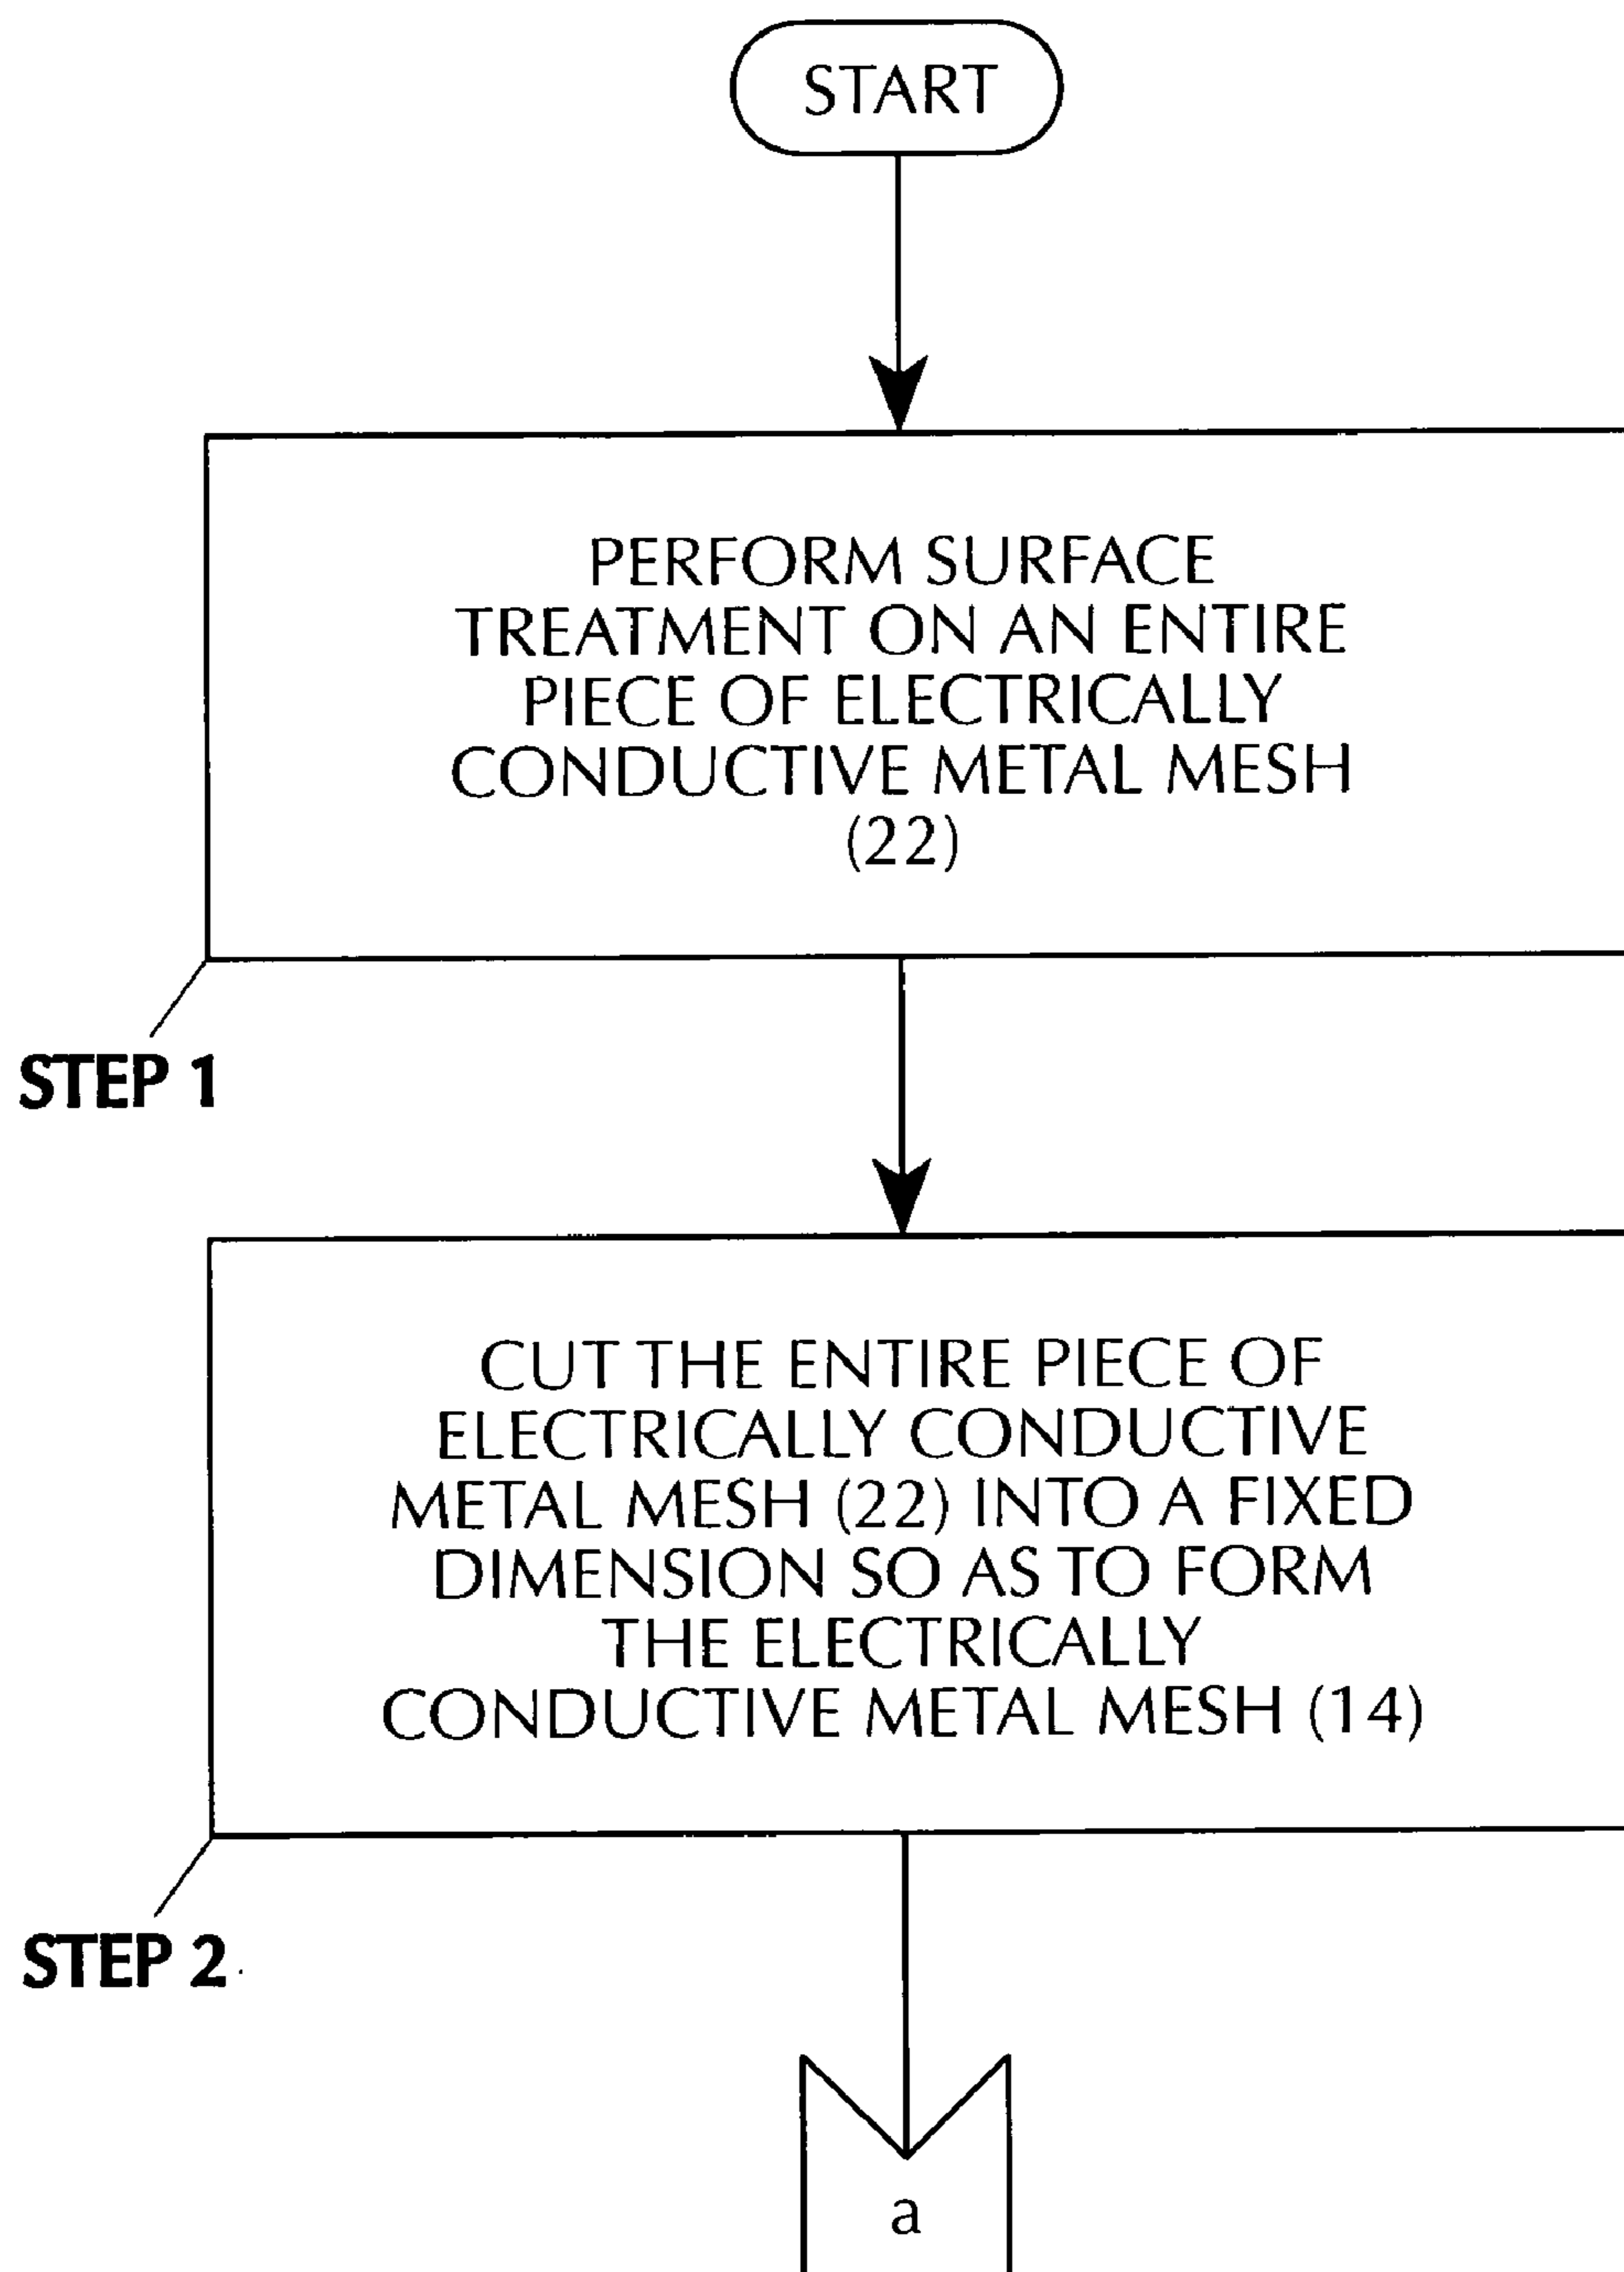 START
PERFORM SURFACE
TREATMENT ON AN ENTIRE
PIECE OF ELECTRICALLY
CONDUCTIVE METAL MESH
(22)
STEP 1
CUT THE ENTIRE PIECE OF
ELECTRICALLY CONDUCTIVE
METAL MESH (22) INTO A FIXED
DIMENSION SO AS TO FORM
THE ELECTRICALLY
CONDUCTIVE METAL MESH (14)
STEP 2
a